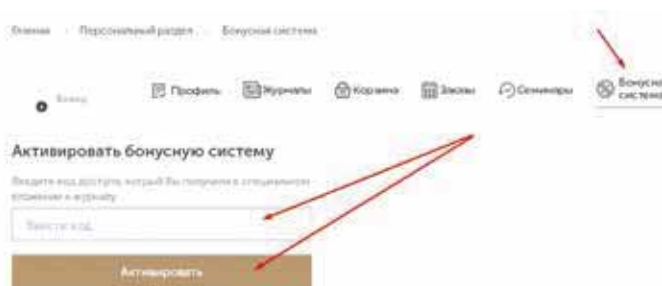 Главная Персональный раздел Бонусная система
Профиль Журналы Корзина Заказы Семинары Бонусная система
Активировать бонусную систему
Введите код доступа, который Вы получили в специальном
вложении к журналу
Ввести код
Активировать